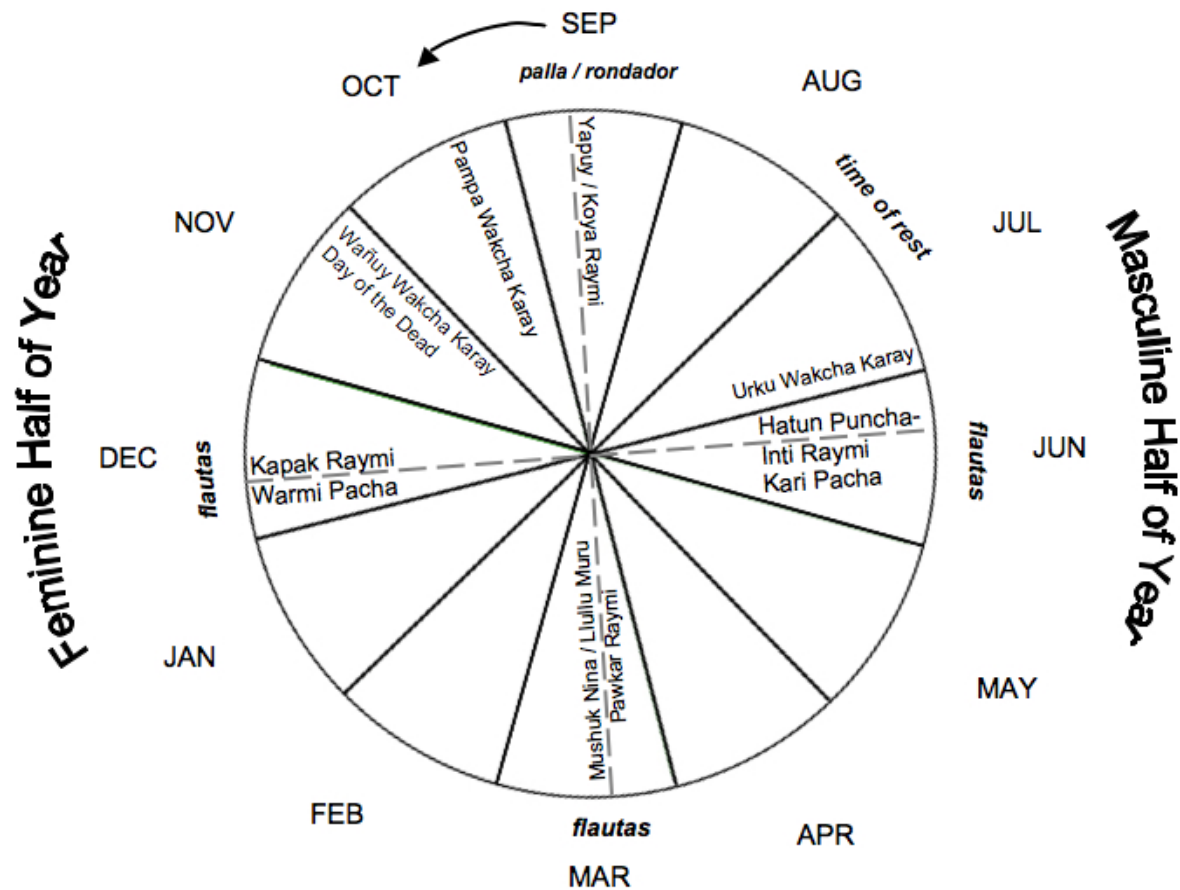 SEP
palla / rondador
OCT
AUG
NOV
JUL
time of rest
Feminine Half of Year
Masculine Half of Year
Yapuy / Koya Raymi
Pampa Wakcha Karay
Wañuy Wakcha Karay
Day of the Dead
Urku Wakcha Karay
Hatun Puncha-
Inti Raymi
Kari Pacha
flautas
JUN
DEC
flautas
Kapak Raymi
Warmi Pacha
Mushuk Nina / Llullu Muru
Pawkar Raymi
JAN
MAY
FEB
APR
flautas
MAR